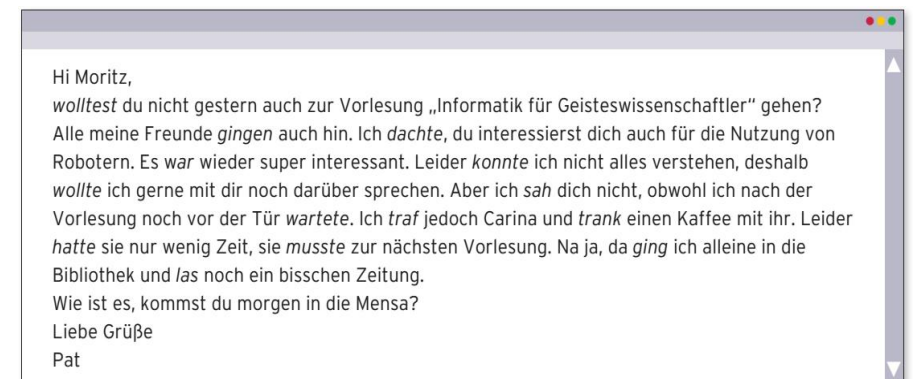 Hi Moritz,
wolltest du nicht gestern auch zur Vorlesung „Informatik für Geisteswissenschaftler“ gehen?
Alle meine Freunde gingen auch hin. Ich dachte, du interessierst dich auch für die Nutzung von
Robotern. Es war wieder super interessant. Leider konnte ich nicht alles verstehen, deshalb
wollte ich gerne mit dir noch darüber sprechen. Aber ich sah dich nicht, obwohl ich nach der
Vorlesung noch vor der Tür wartete. Ich traf jedoch Carina und trank einen Kaffee mit ihr. Leider
hatte sie nur wenig Zeit, sie musste zur nächsten Vorlesung. Na ja, da ging ich alleine in die
Bibliothek und las noch ein bisschen Zeitung.
Wie ist es, kommst du morgen in die Mensa?
Liebe Grüße
Pat